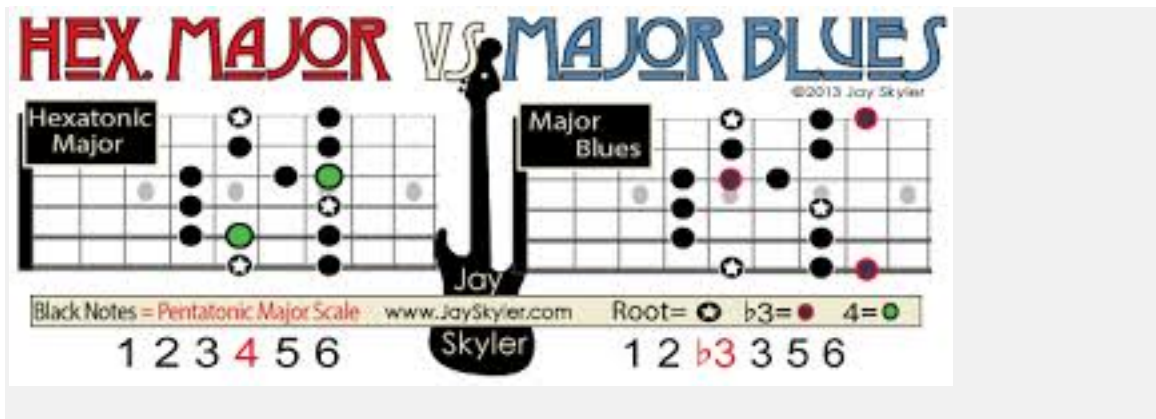 HEX. MAJOR VS MAJOR BLUES
©2013 Jay Skyler
Hexatonic
Major
Major
Blues
Jay
Skyler
Black Notes = Pentatonic Major Scale www.JaySkyler.com Root= b3= 4=
1 2 3 4 5 6
1 2 b3 3 5 6